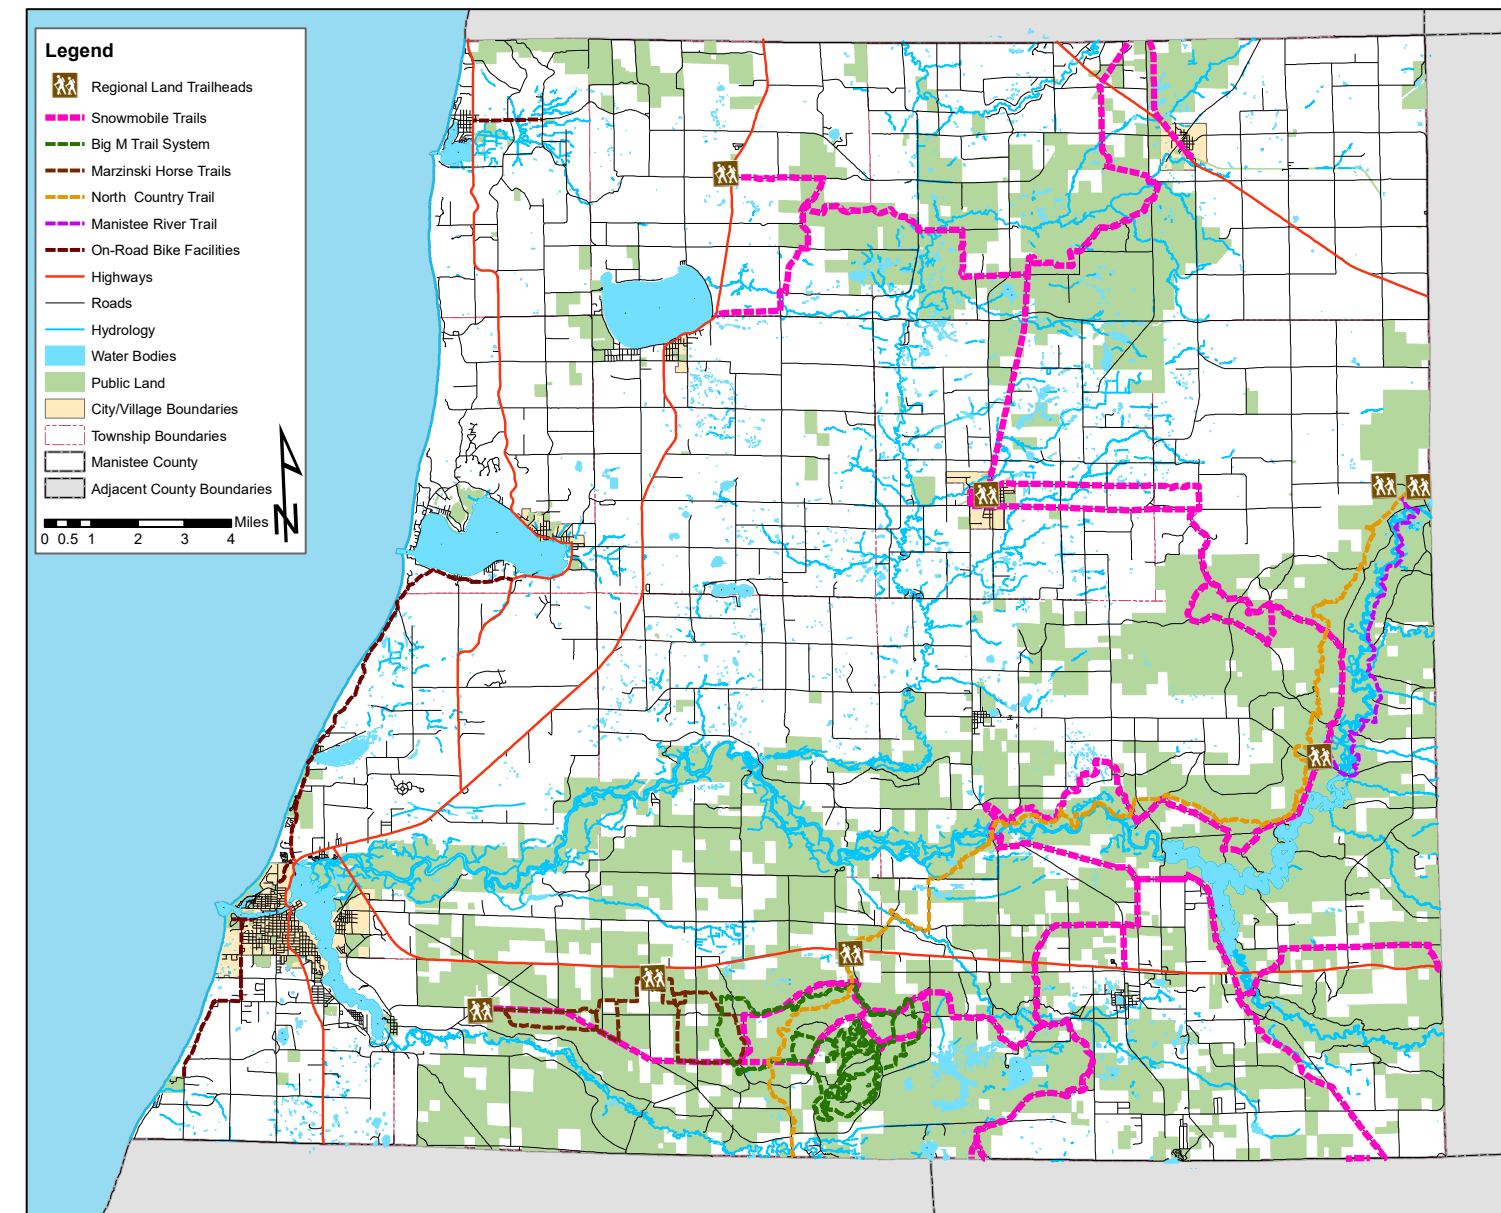 Legend
Regional Land Trailheads
Snowmobile Trails
Big M Trail System
Marzinski Horse Trails
North Country Trail
Manistee River Trail
On-Road Bike Facilities
Highways
Roads
Hydrology
Water Bodies
Public Land
City/Village Boundaries
Township Boundaries
Manistee County
Adjacent County Boundaries
Miles
0 0.5 1 2 3 4
N